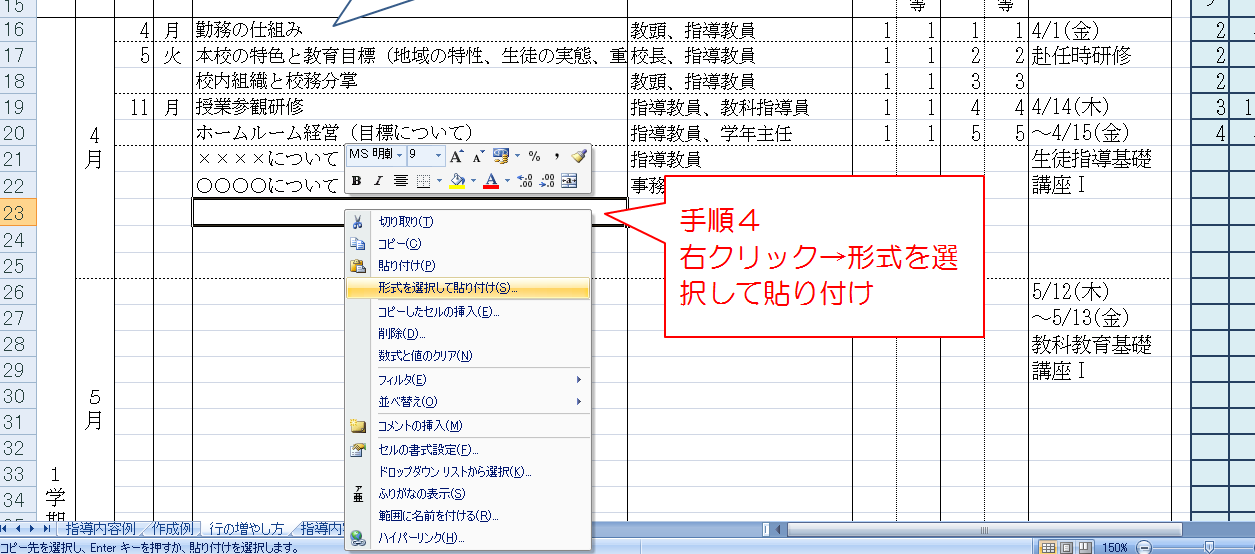 15 等 等
16 4 月 勤務の仕組み 教頭、指導教員 1 1 1 1 4/1(金) 2
17 5 火 本校の特色と教育目標（地域の特性、生徒の実態、重 校長、指導教員 1 1 2 2 赴任時研修 2
18 校内組織と校務分掌 教頭、指導教員 1 1 3 3 2
19 11 月 授業参観研修 指導教員、教科指導員 1 1 4 4 4/14(木) 3 1
20 ホームルーム経営（目標について） 指導教員、学年主任 1 1 5 5 ～4/15(金) 4
4
月
21 ××××について 指導教員 生徒指導基礎
22 〇〇〇〇について 事務 講座Ⅰ
MS 明朝 9 A A % ,
B I A .00 .00
23
24
25
手順４
右クリック→形式を選
択して貼り付け
切り取り(T)
コピー(C)
貼り付け(P)
形式を選択して貼り付け(S)...
コピーしたセルの挿入(E)...
削除(D)...
数式と値のクリア(N)
フィルタ(E)
並べ替え(O)
コメントの挿入(M)
セルの書式設定(F)...
ドロップダウン リストから選択(K)...
ふりがなの表示(S)
範囲に名前を付ける(R)...
ハイパーリンク(H)...
26 5/12(木)
27 ～5/13(金)
28 教科教育基礎
29 講座Ⅰ
30 5
31 月
32
33 1
34 学
期
指導内容例 作成例 行の増やし方 指導内
コピー先を選択し、Enter キーを押すか、貼り付けを選択します。 150%